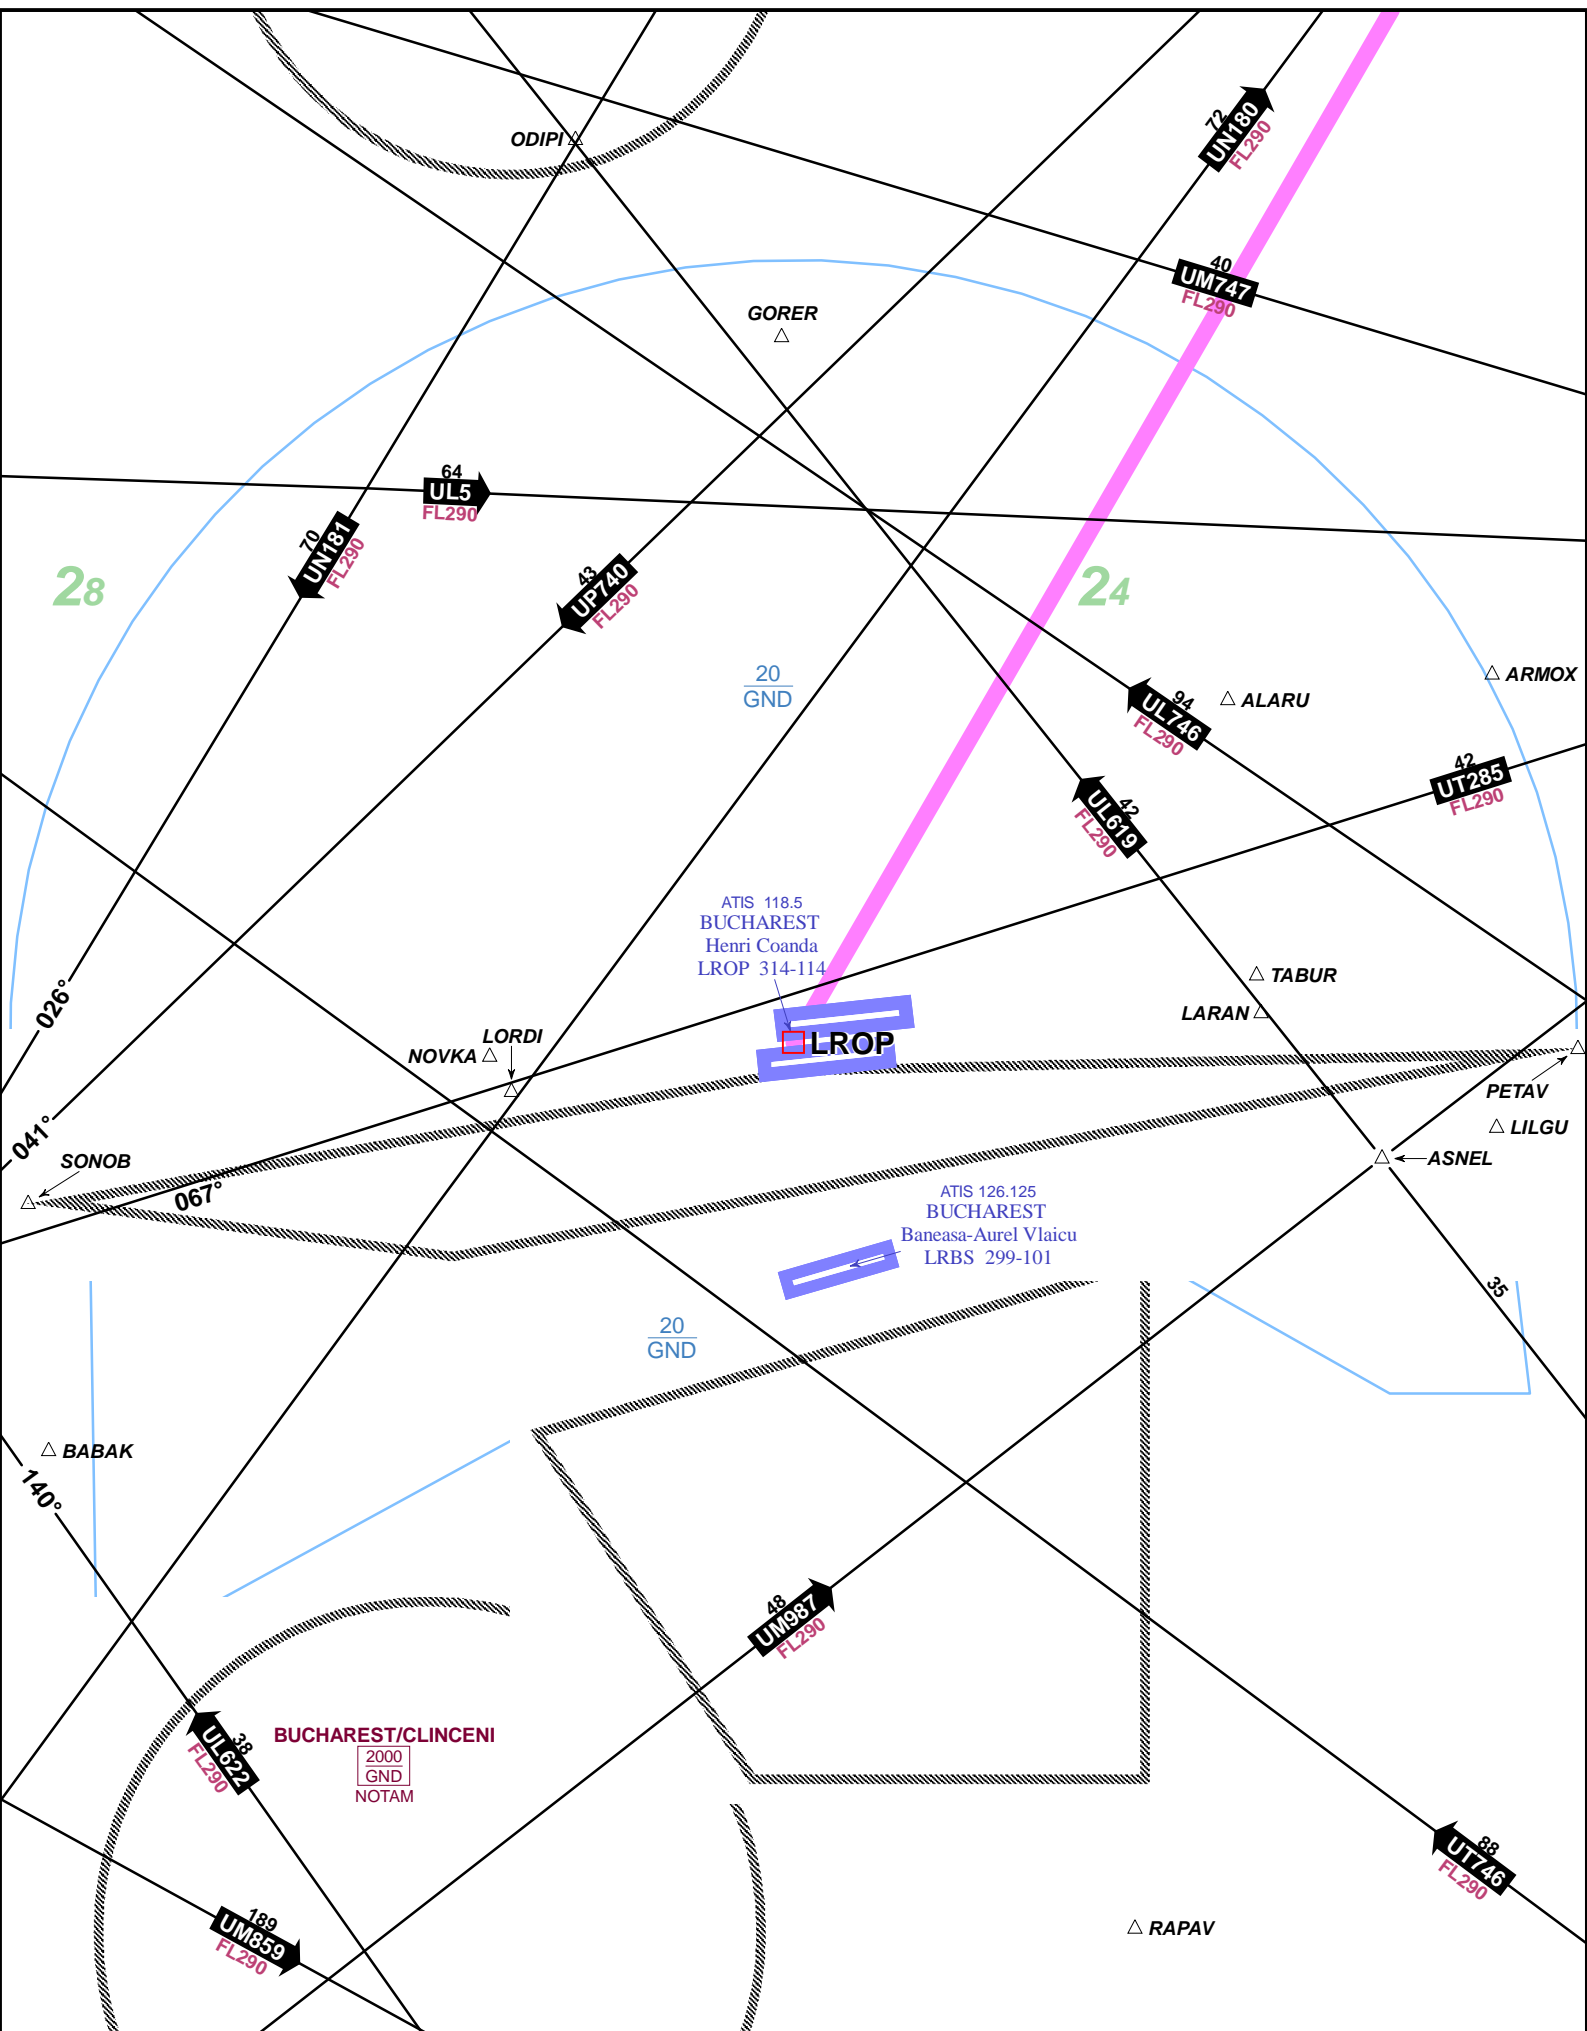 ODIPI
72
UN180
FL290
40
UM747
FL290
GORER
64
UL5
FL290
70
UN181
FL290
43
UP740
FL290
28
24
20
GND
ARMOX
ALARU
94
UL746
FL290
42
UT285
FL290
42
UL619
FL290
ATIS 118.5
BUCHAREST
Henri Coanda
LROP 314-114
TABUR
LARAN
026°
LORDI
NOVKA
LROP
PETAV
LILGU
041°
SONOB
067°
ASNEL
ATIS 126.125
BUCHAREST
Baneasa-Aurel Vlaicu
LRBS 299-101
35
20
GND
BABAK
140°
48
UM987
FL290
38
UL622
FL290
BUCHAREST/CLINCENI
2000
GND
NOTAM
88
UT746
FL290
189
UM859
FL290
RAPAV